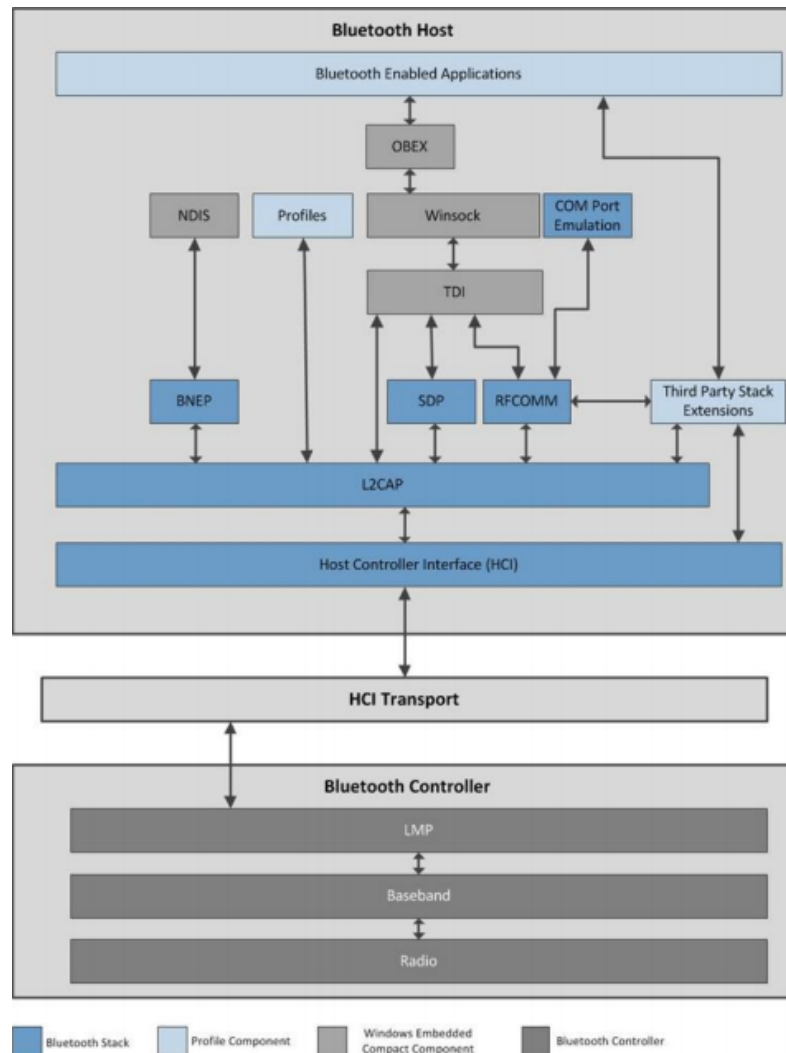 Bluetooth Host
Bluetooth Enabled Applications
OBEX
NDIS
Profiles
Winsock
COM Port
Emulation
TDI
BNEP
SDP
RFCOMM
Third Party Stack
Extensions
L2CAP
Host Controller Interface (HCI)
HCI Transport
Bluetooth Controller
LMP
Baseband
Radio
Bluetooth Stack
Profile Component
Windows Embedded
Compact Component
Bluetooth Controller